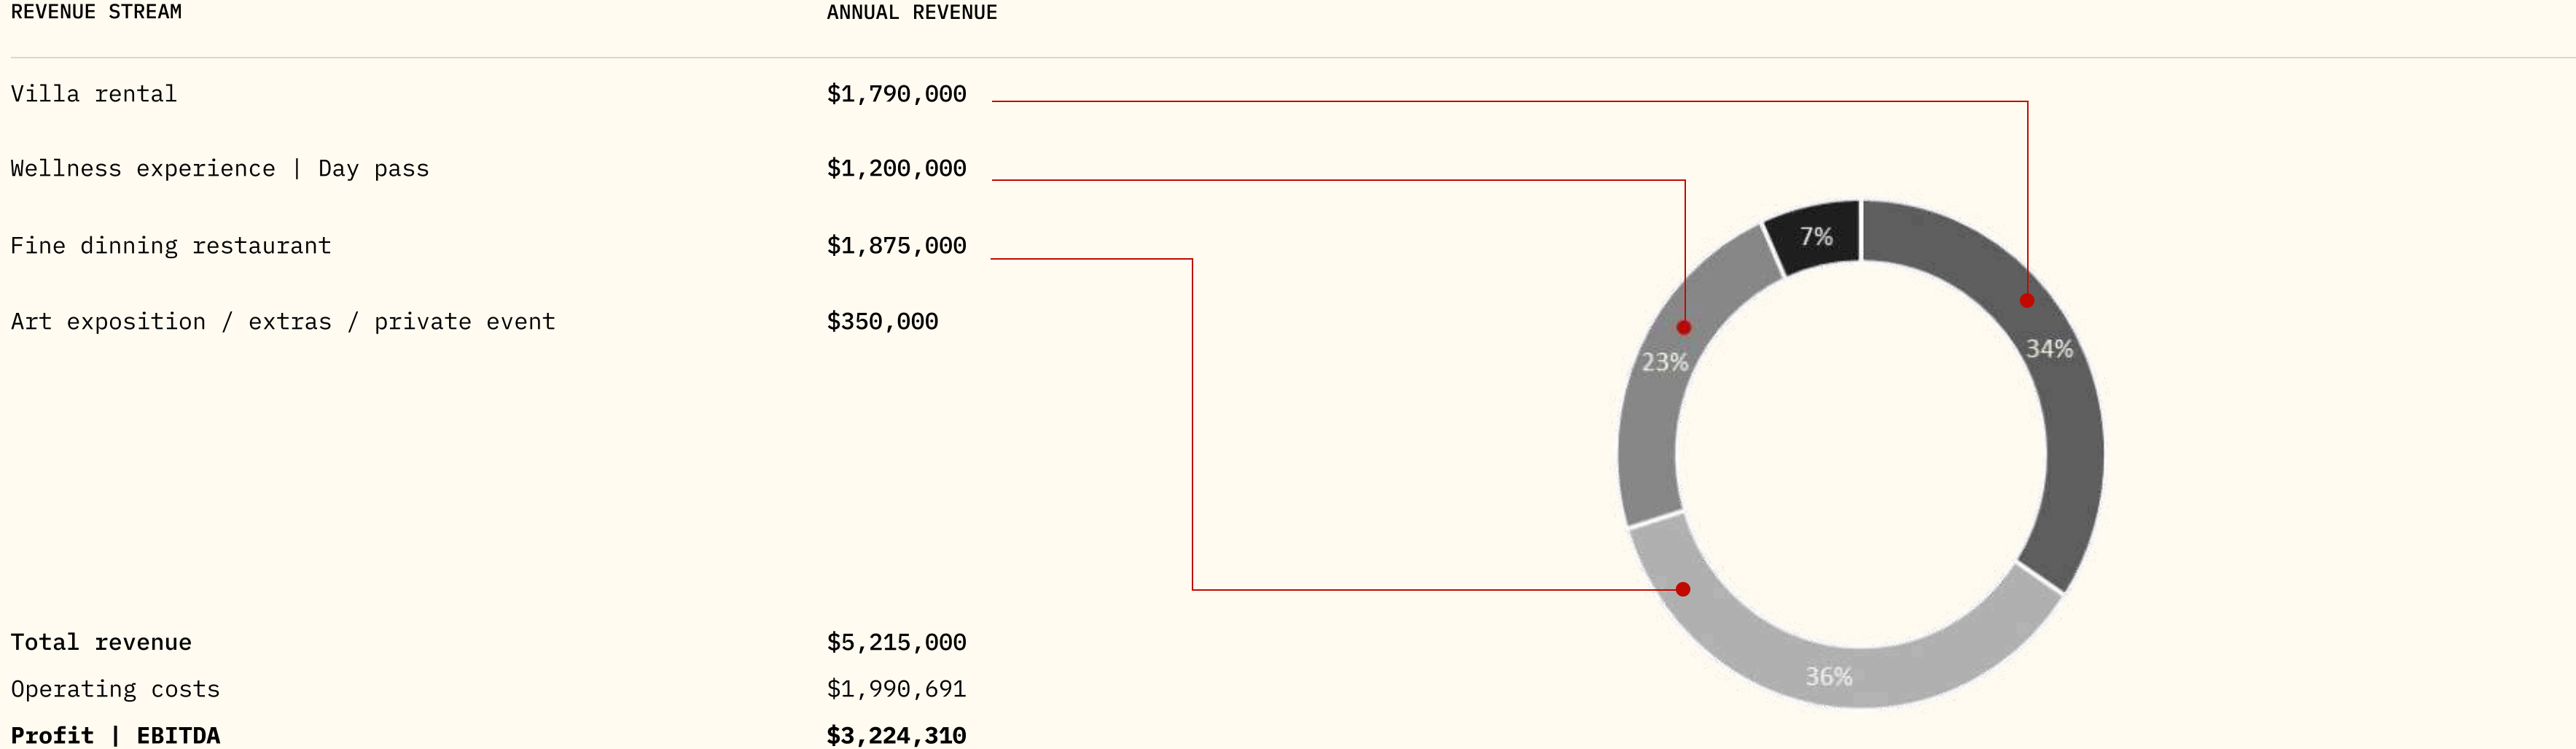 REVENUE STREAM ANNUAL REVENUE
Villa rental $1,790,000
Wellness experience | Day pass $1,200,000
Fine dinning restaurant $1,875,000
Art exposition / extras / private event $350,000
7%
34%
23%
36%
Total revenue $5,215,000
Operating costs $1,990,691
Profit | EBITDA $3,224,310